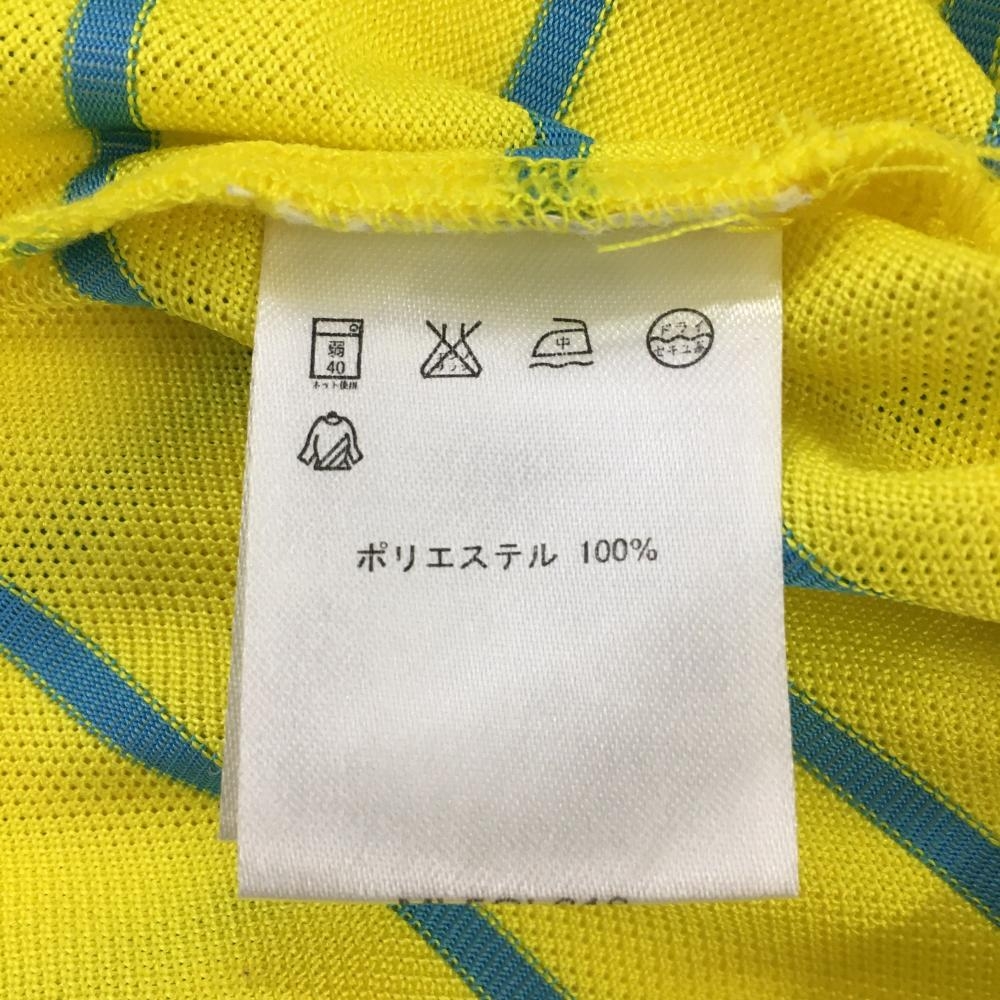 弱
40
ネット使用
中
ドライ
セキユ系
ポリエステル 100%